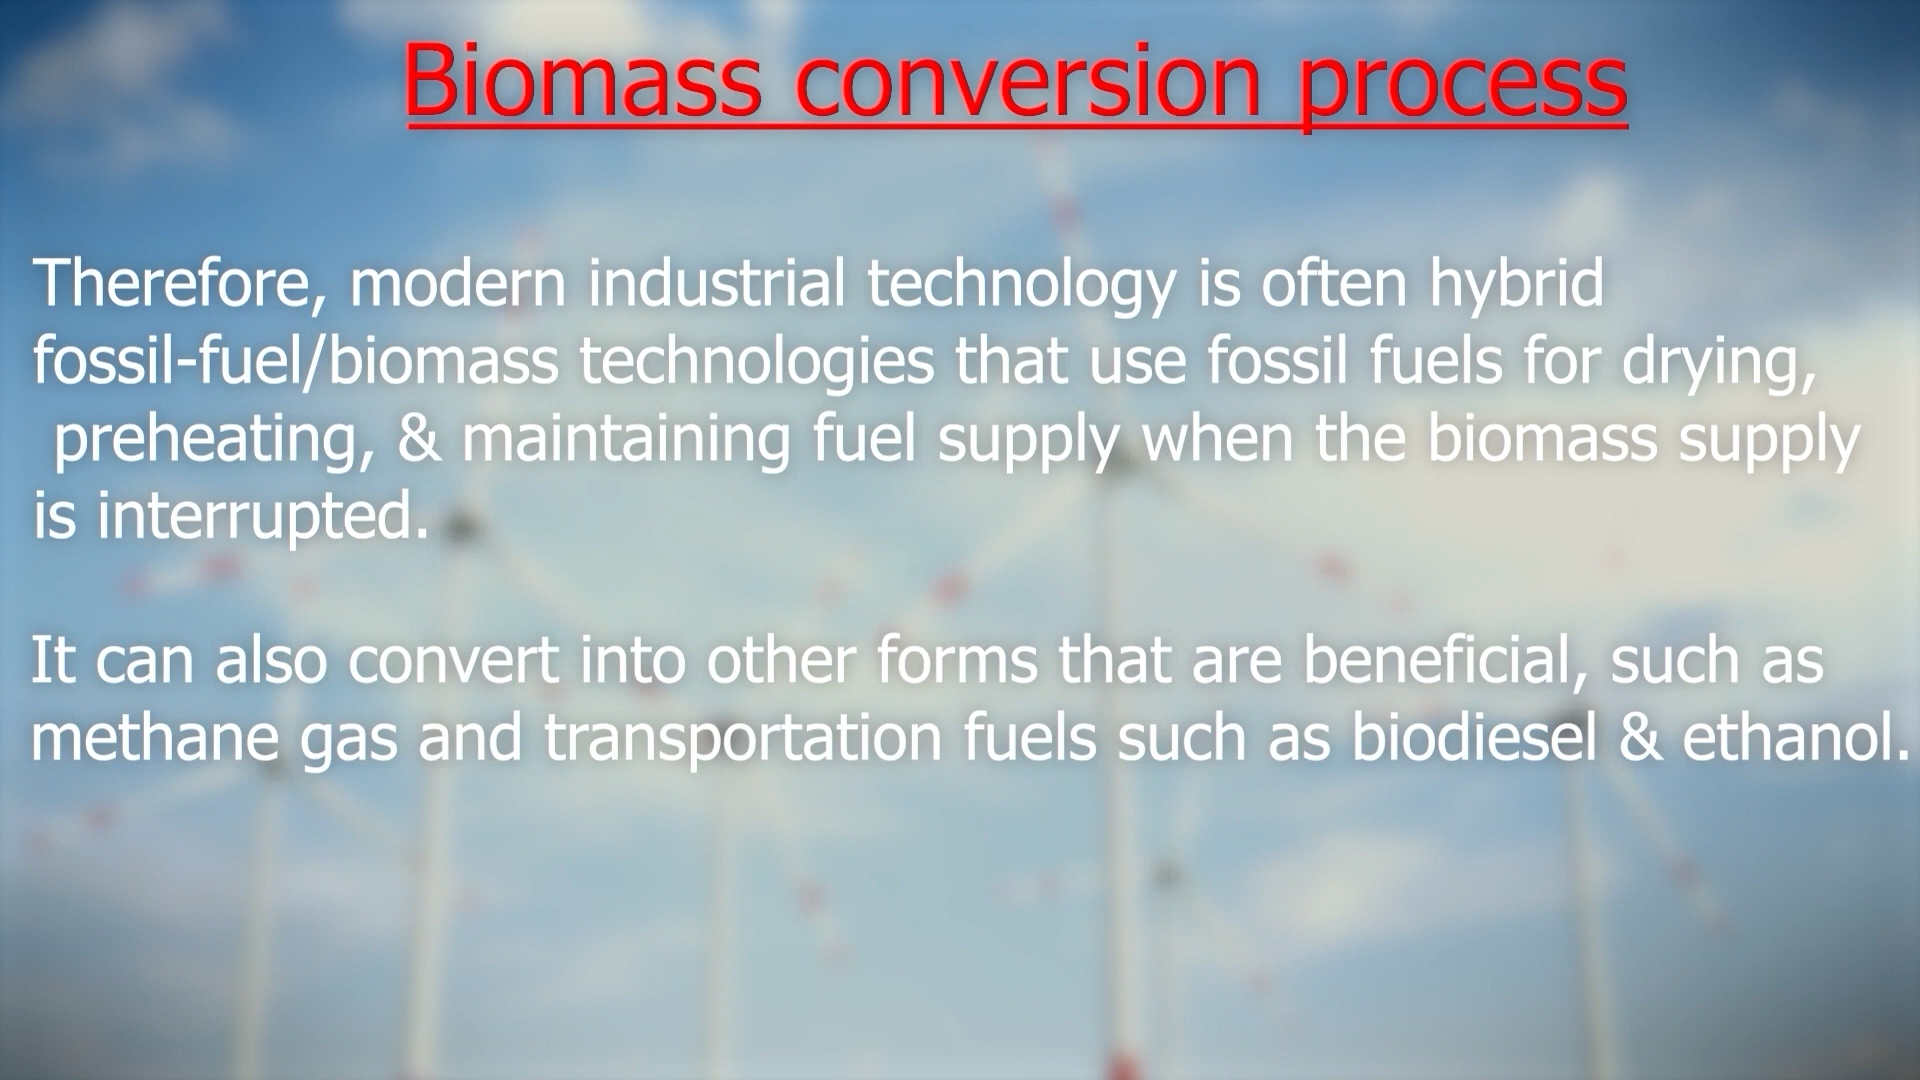 Biomass conversion process
Therefore, modern industrial technology is often hybrid
fossil-fuel/biomass technologies that use fossil fuels for drying,
preheating, & maintaining fuel supply when the biomass supply
is interrupted.
It can also convert into other forms that are beneficial, such as
methane gas and transportation fuels such as biodiesel & ethanol.